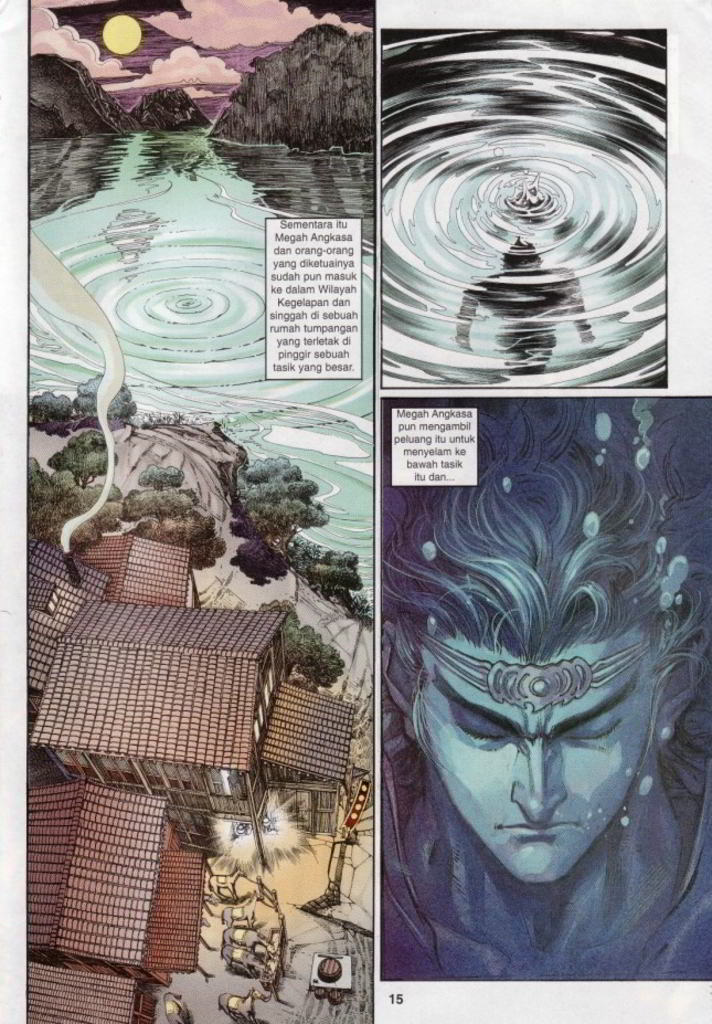 Sementara itu
Megah Angkasa
dan orang-orang
yang diketuainya
sudah pun masuk
ke dalam Wilayah
Kegelapan dan
singgah di sebuah
rumah tumpangan
yang terletak di
pinggir sebuah
tasik yang besar.
Megah Angkasa
pun mengambil
peluang itu untuk
menyelam ke
bawah tasik
itu dan...
15